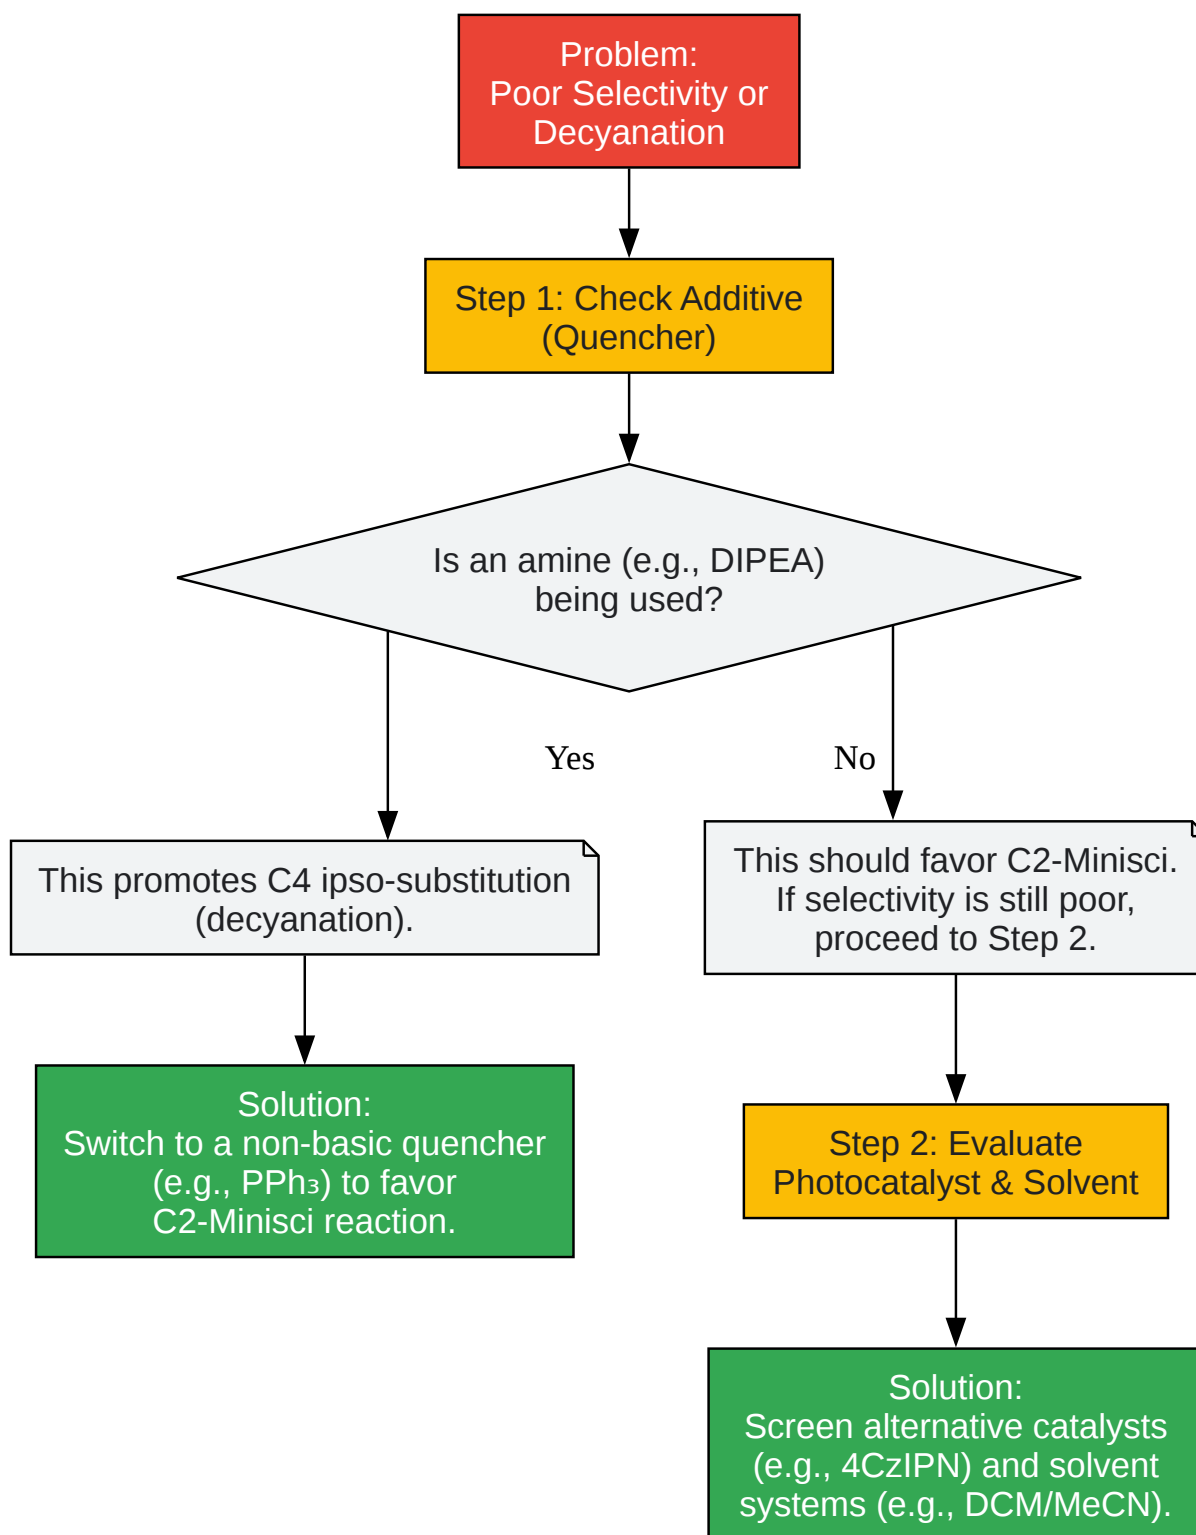 Problem:
Poor Selectivity or
Decyanation
Step 1: Check Additive
(Quencher)
Is an amine (e.g., DIPEA)
being used?
Yes
No
This promotes C4 ipso-substitution
(decyanation).
This should favor C2-Minisci.
If selectivity is still poor,
proceed to Step 2.
Solution:
Switch to a non-basic quencher
(e.g., PPh₃) to favor
C2-Minisci reaction.
Step 2: Evaluate
Photocatalyst & Solvent
Solution:
Screen alternative catalysts
(e.g., 4CzIPN) and solvent
systems (e.g., DCM/MeCN).